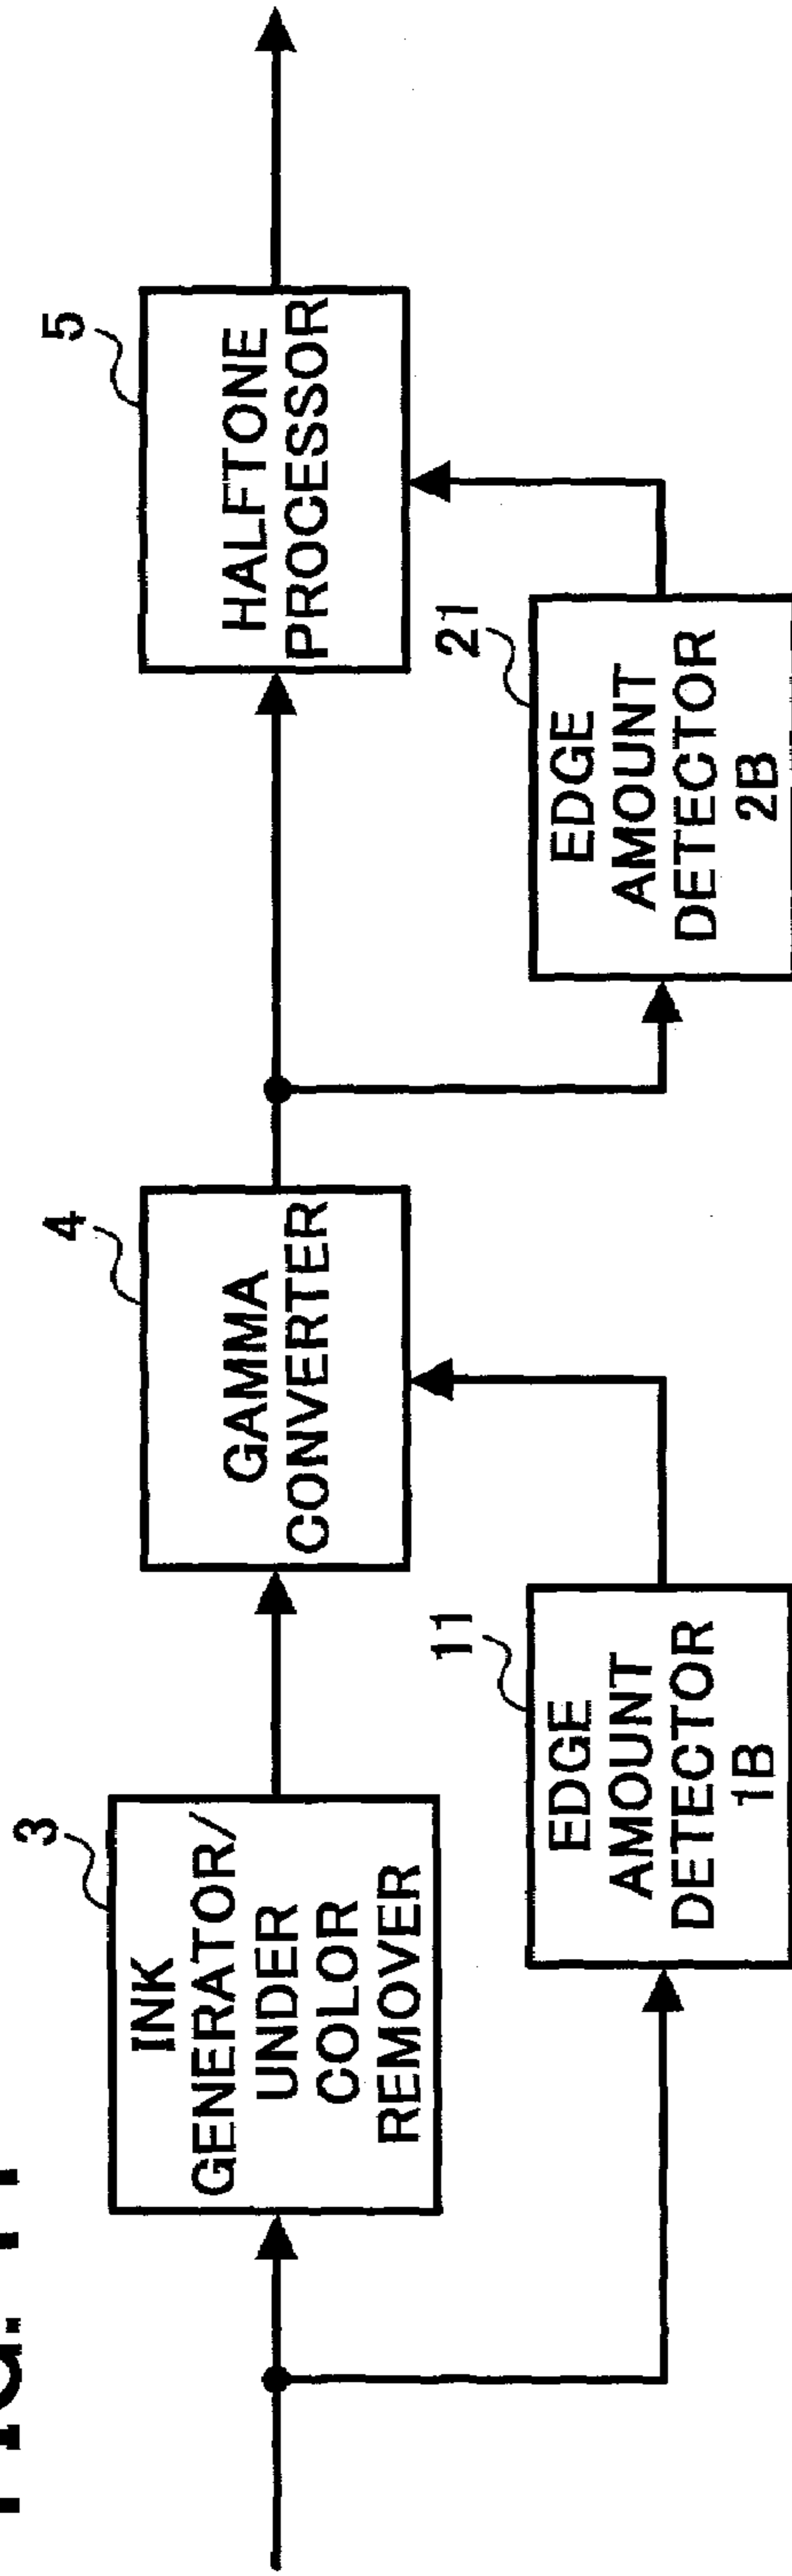 3
INK
GENERATOR/
UNDER
COLOR
REMOVER
4
GAMMA
CONVERTER
5
HALFTONE
PROCESSOR
11
EDGE
AMOUNT
DETECTOR
1B
21
EDGE
AMOUNT
DETECTOR
2B